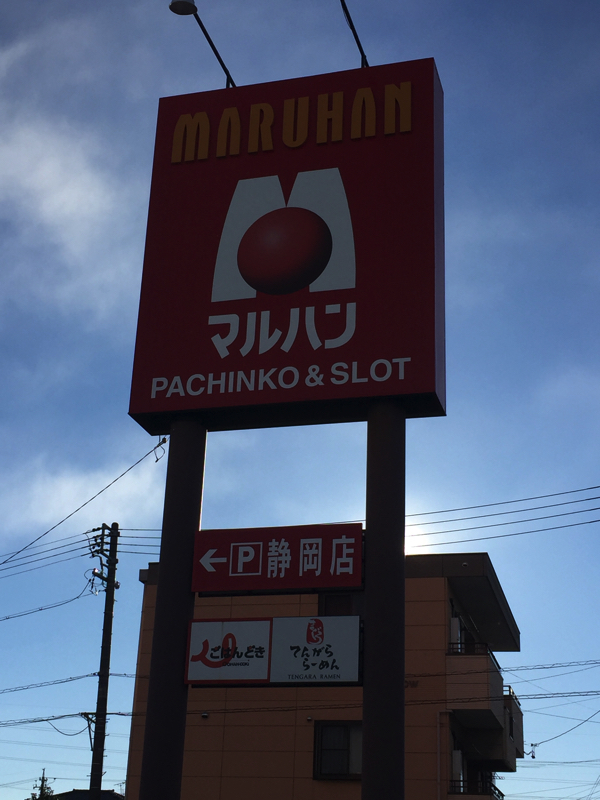 MARUHAN
マルハン
PACHINKO & SLOT
← P 静岡店
ごはんどき
てんがら
らーめん
TENGARA RAMEN